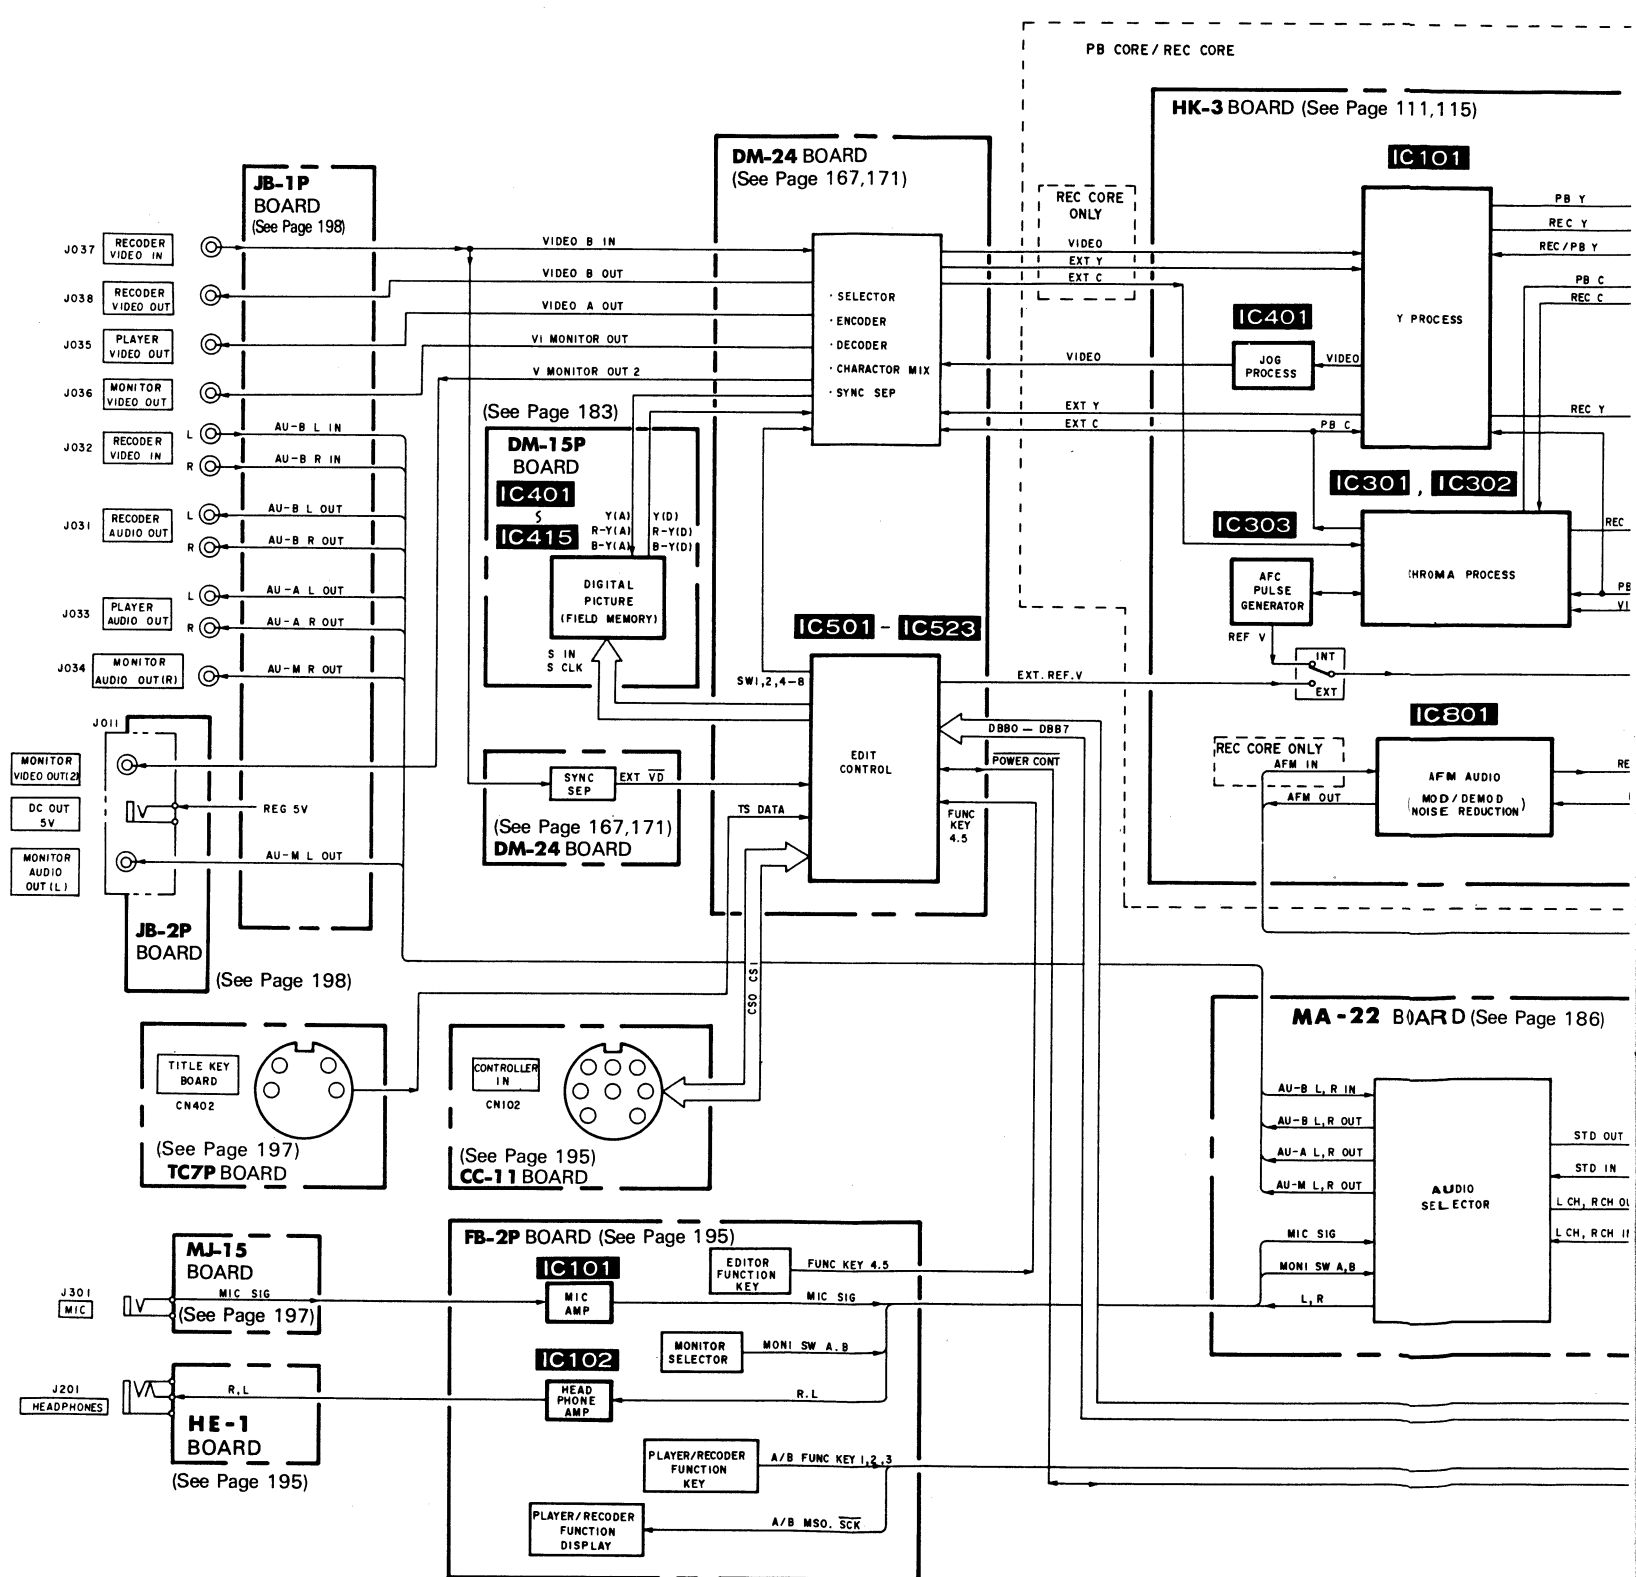 PB CORE / REC CORE
HK-3 BOARD (See Page 111,115)
IC101
Y PROCESS
PB Y
REC Y
REC/PB Y
PB C
REC C
REC Y
DM-24 BOARD
(See Page 167,171)
REC CORE
ONLY
VIDEO
EXT Y
EXT C
· SELECTOR
· ENCODER
· DECODER
· CHARACTOR MIX
· SYNC SEP
IC401
JOG
PROCESS
VIDEO
VIDEO
EXT Y
EXT C
PB C
JB-1P
BOARD
(See Page 198)
J037
RECODER
VIDEO IN
VIDEO B IN
J038
RECODER
VIDEO OUT
VIDEO B OUT
VIDEO A OUT
J035
PLAYER
VIDEO OUT
VI MONITOR OUT
J036
MONITOR
VIDEO OUT
V MONITOR OUT 2
J032
RECODER
VIDEO IN
L
AU-B L IN
R
AU-B R IN
J031
RECODER
AUDIO OUT
L
AU-B L OUT
R
AU-B R OUT
J033
PLAYER
AUDIO OUT
L
AU-A L OUT
R
AU-A R OUT
J034
MONITOR
AUDIO OUT(R)
AU-M R OUT
(See Page 183)
DM-15P
BOARD
IC401
IC415
Y(A)
R-Y(A)
B-Y(A)
Y(D)
R-Y(D)
B-Y(D)
DIGITAL
PICTURE
(FIELD MEMORY)
S IN
S CLK
IC301 , IC302
IC303
HROMA PROCESS
REC
PB
VI
AFC
PULSE
GENERATOR
REF V
INT
EXT
IC501 - IC523
SW1,2,4-8
EXT.REF.V
EDIT
CONTROL
DBB0 — DBB7
POWER CONT
FUNC
KEY
4.5
TS DATA
IC801
REC CORE ONLY
AFM IN
AFM OUT
AFM AUDIO
(MOD/DEMOD
NOISE REDUCTION)
RE
J011
MONITOR
VIDEO OUT(2)
DC OUT
5V
REG 5V
MONITOR
AUDIO
OUT(L)
AU-M L OUT
JB-2P
BOARD
(See Page 198)
SYNC
SEP
EXT VD
(See Page 167,171)
DM-24 BOARD
CS0 CS1
TITLE KEY
BOARD
CN402
(See Page 197)
TC7P BOARD
CONTROLLER
IN
CN102
(See Page 195)
CC-11 BOARD
MA-22 BOARD (See Page 186)
AU-B L,R IN
AU-B L,R OUT
AU-A L,R OUT
AU-M L,R OUT
MIC SIG
MONI SW A,B
L,R
AUDIO
SELECTOR
STD OUT
STD IN
L CH, R CH OU
L CH, R CH I
MJ-15
BOARD
J301
MIC
MIC SIG
(See Page 197)
J201
HEADPHONES
R,L
HE-1
BOARD
(See Page 195)
FB-2P BOARD (See Page 195)
IC101
MIC
AMP
EDITOR
FUNCTION
KEY
FUNC KEY 4.5
MIC SIG
MONITOR
SELECTOR
MONI SW A.B
IC102
HEAD
PHONE
AMP
R.L
PLAYER/RECODER
FUNCTION
KEY
A/B FUNC KEY 1,2,3
PLAYER/RECODER
FUNCTION
DISPLAY
A/B MSO. SCK